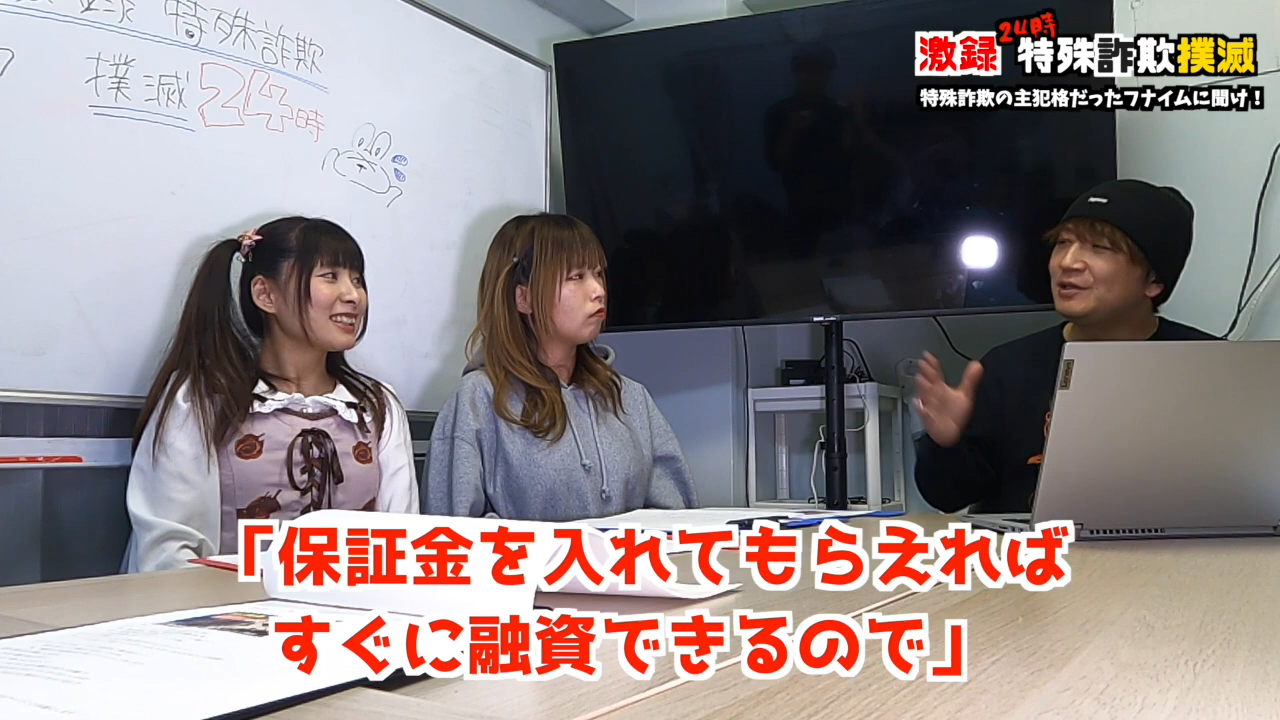 特殊詐欺
撲滅24時
激録24時特殊詐欺撲滅
特殊詐欺の主犯格だったフナイムに聞け!
Lenovo
「保証金を入れてもらえれば
すぐに融資できるので」